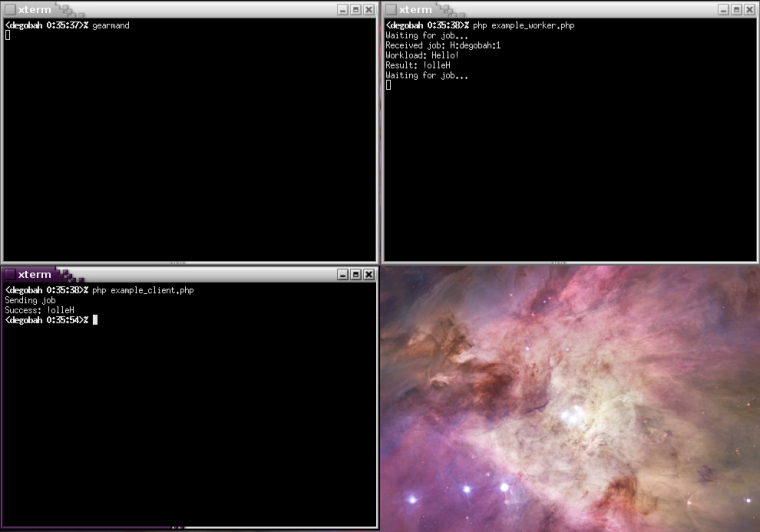 xterm
<degobah 0:35:37>% gearmand
xterm
<degobah 0:35:38>% php example_worker.php
Waiting for job...
Received job: H:degobah:1
Workload: Hello!
Result: !olleH
Waiting for job...
xterm
<degobah 0:35:38>% php example_client.php
Sending job
Success: !olleH
<degobah 0:35:54>%